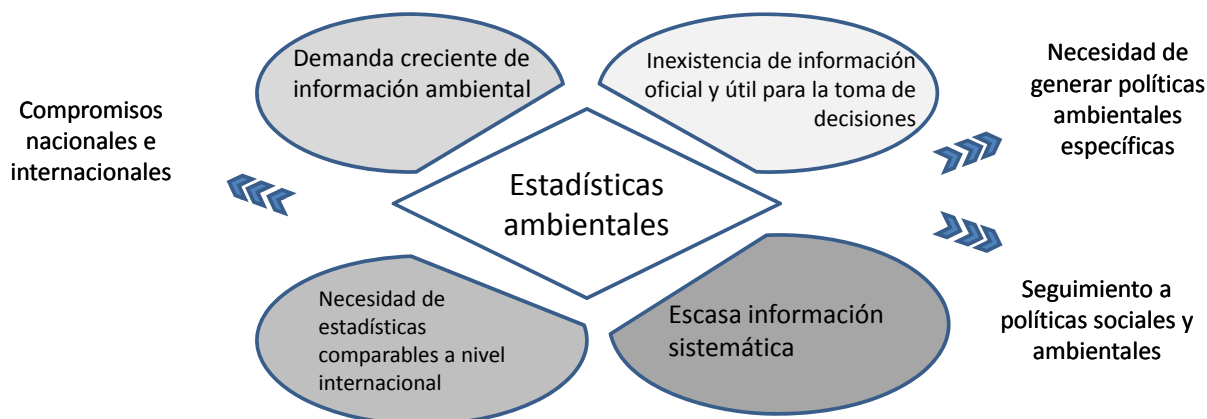 Demanda creciente de
información ambiental
Inexistencia de información
oficial y útil para la toma de
decisiones
Necesidad de
generar políticas
ambientales
específicas
Compromisos
nacionales e
internacionales
Estadísticas
ambientales
Necesidad de
estadísticas
comparables a nivel
internacional
Escasa información
sistemática
Seguimiento a
políticas sociales y
ambientales